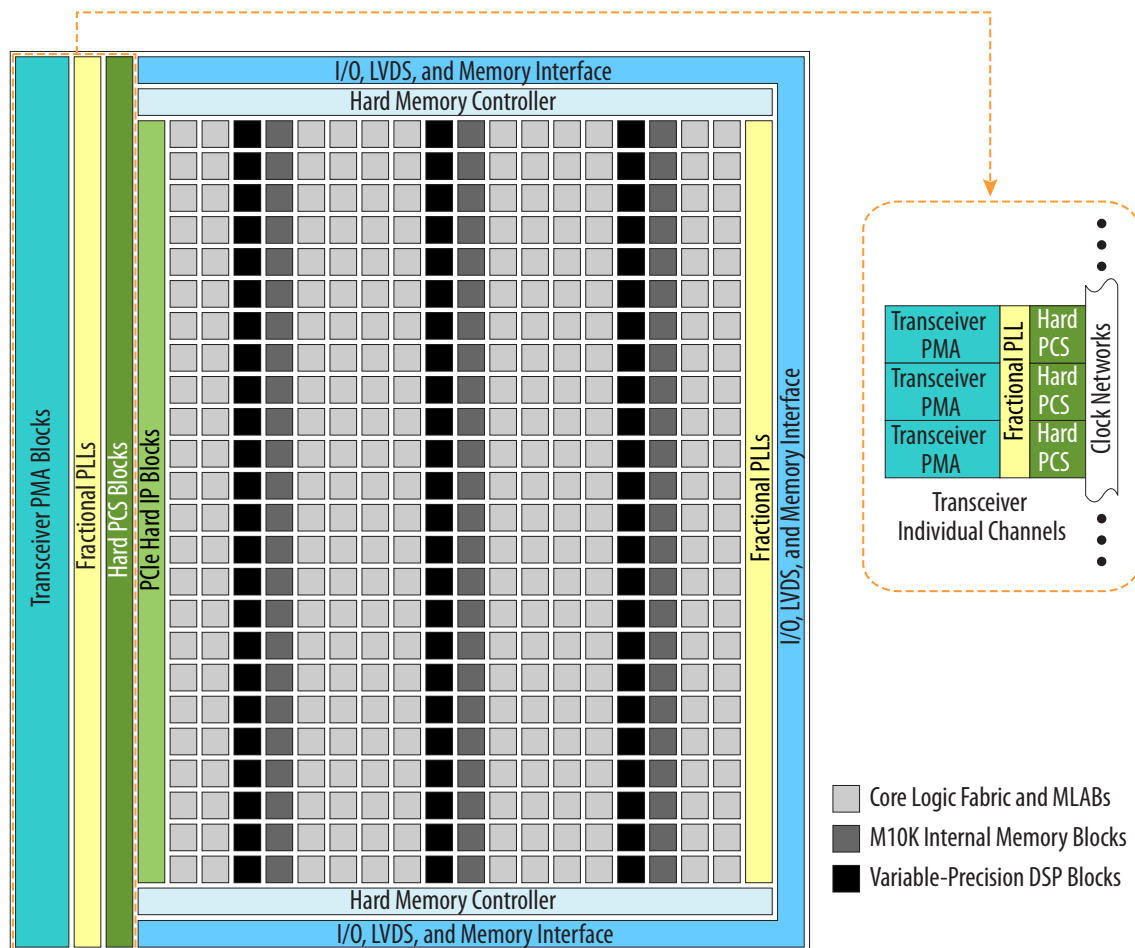 I/O, LVDS, and Memory Interface
Hard Memory Controller
Transceiver PMA Blocks
Fractional PLLs
Hard PCS Blocks
PCIe Hard IP Blocks
Fractional PLLs
I/O, LVDS, and Memory Interface
Hard Memory Controller
I/O, LVDS, and Memory Interface
Transceiver
PMA
Transceiver
PMA
Transceiver
PMA
Fractional PLL
Hard
PCS
Hard
PCS
Hard
PCS
Clock Networks
Transceiver
Individual Channels
Core Logic Fabric and MLABs
M10K Internal Memory Blocks
Variable-Precision DSP Blocks